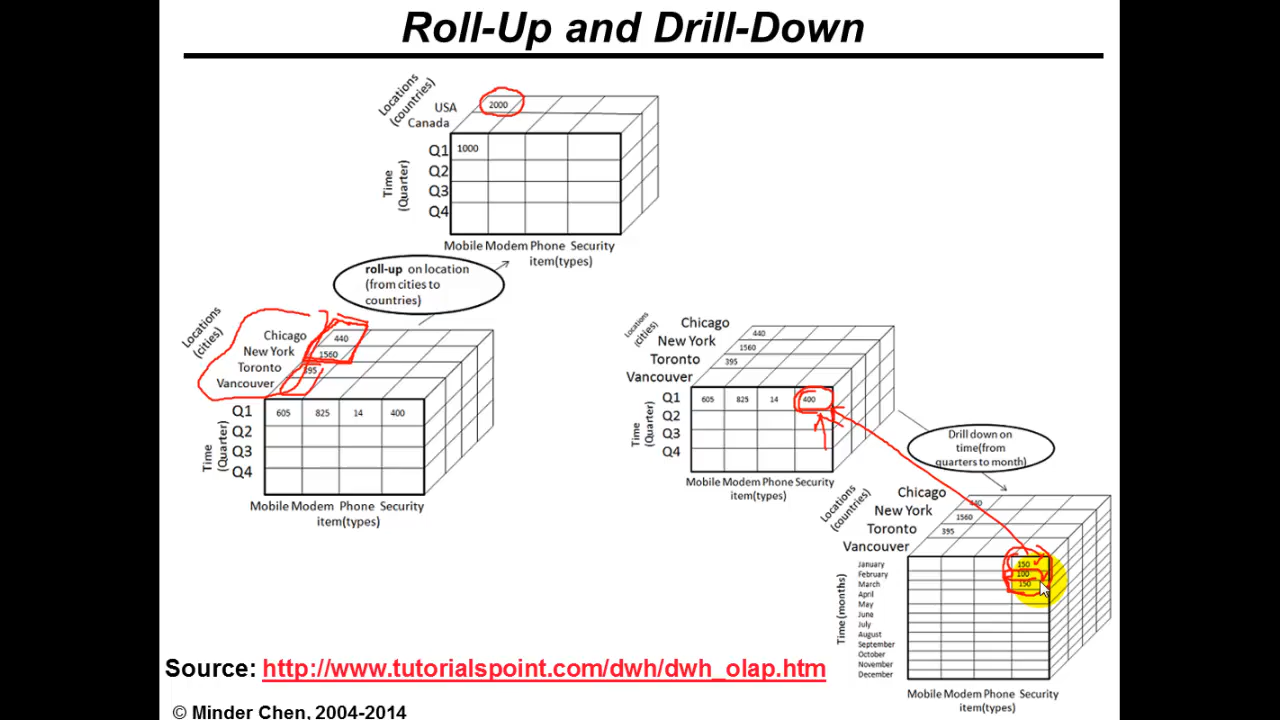 Roll-Up and Drill-Down
Locations
(countries)
USA
Canada
2000
Time
(Quarter)
Q1
Q2
Q3
Q4
1000
Mobile Modem Phone Security
item(types)
roll-up on location
(from cities to
countries)
Locations
(cities)
Chicago
New York
Toronto
Vancouver
440
1560
395
Time
(Quarter)
Q1
Q2
Q3
Q4
605 825 14 400
Mobile Modem Phone Security
item(types)
Locations
(cities)
Chicago
New York
Toronto
Vancouver
440
1560
395
Time
(Quarter)
Q1
Q2
Q3
Q4
605 825 14 400
Mobile Modem Phone Security
item(types)
Drill down on
time(from
quarters to month)
Locations
(countries)
Chicago
New York
Toronto
Vancouver
440
1560
395
Time (months)
January
February
March
April
May
June
July
August
September
October
November
December
150
100
150
Mobile Modem Phone Security
item(types)
Source: http://www.tutorialspoint.com/dwh/dwh_olap.htm
© Minder Chen, 2004-2014